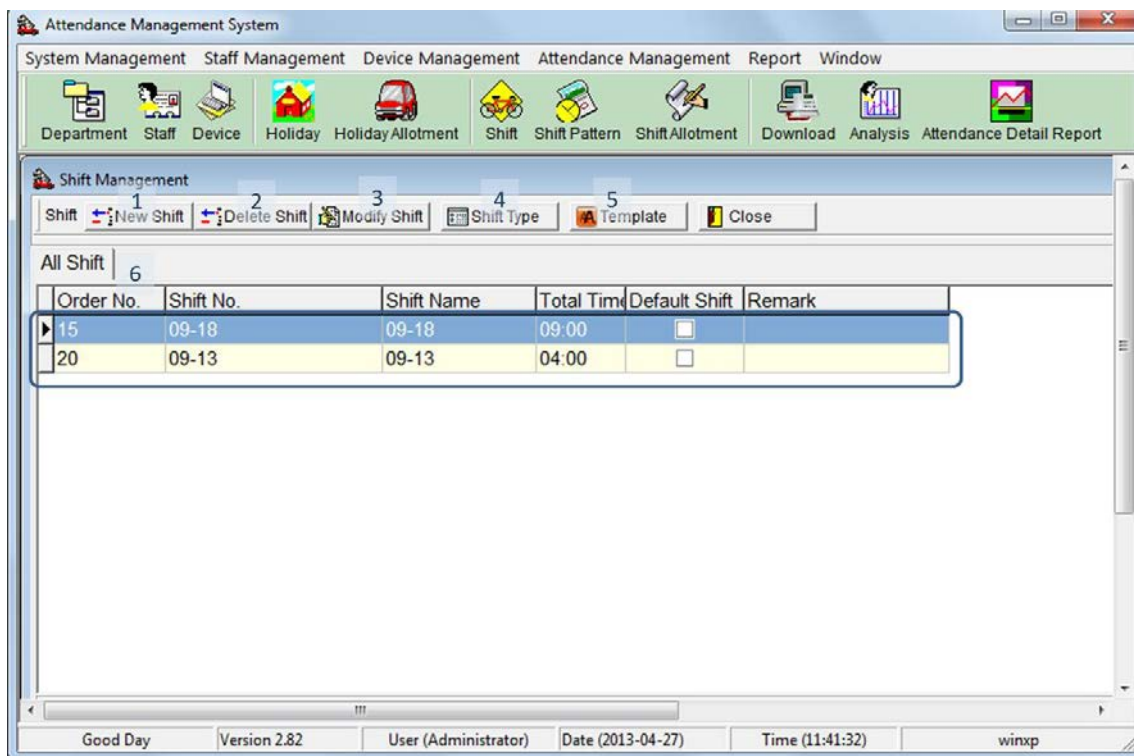 Attendance Management System
System Management Staff Management Device Management Attendance Management Report Window
Department Staff Device Holiday Holiday Allotment Shift Shift Pattern Shift Allotment Download Analysis Attendance Detail Report
Shift Management
1 2 3 4 5
Shift New Shift Delete Shift Modify Shift Shift Type Template Close
All Shift
6
Order No. Shift No. Shift Name Total Time Default Shift Remark
15 09-18 09-18 09:00
20 09-13 09-13 04:00
Good Day Version 2.82 User (Administrator) Date (2013-04-27) Time (11:41:32) winxp